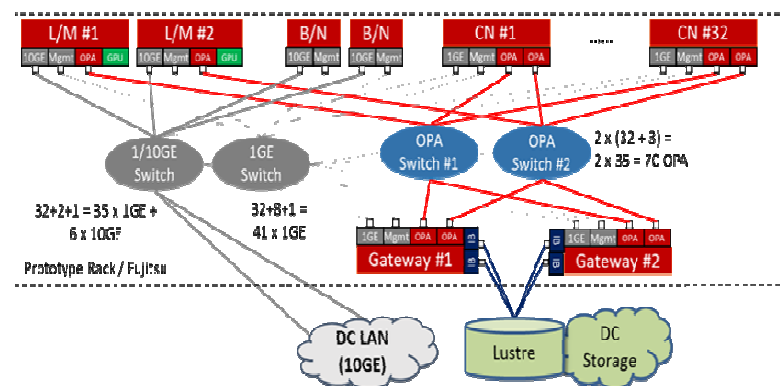 L/M #1
L/M #2
B/N
B/N
CN #1
......
CN #32
10GE Mgmt OPA GPU
10GE Mgmt OPA GPU
10GE Mgmt
10GE Mgmt
1GE Mgmt OPA OPA
1GE Mgmt OPA OPA
1/10GE
Switch
1GE
Switch
OPA
Switch #1
OPA
Switch #2
2 x (32 + 3) =
2 x 35 = 70 OPA
32+2+1 = 35 x 1GE +
6 x 10GE
32+8+1 =
41 x 1GE
1GE Mgmt OPA OPA IB
IB
Gateway #1
IB 1GE Mgmt OPA OPA
IB
Gateway #2
Prototype Rack / Fujitsu
DC LAN
(10GE)
Lustre
DC
Storage